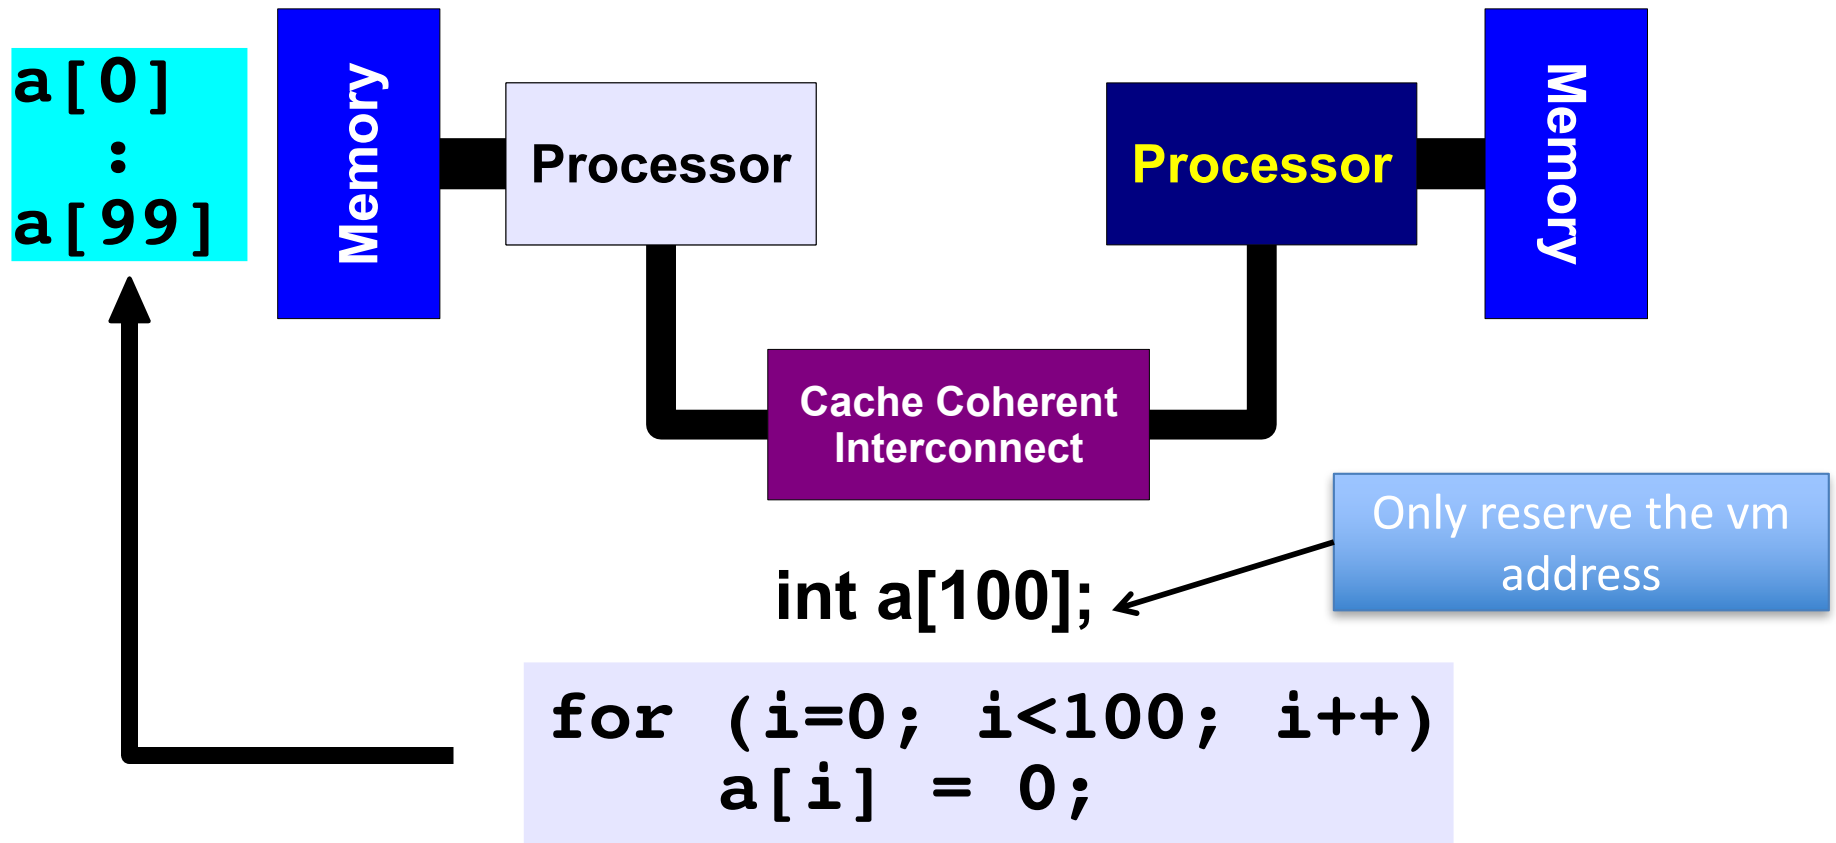 a[0]
:
a[99]
Memory
Processor
Processor
Memory
Cache Coherent
Interconnect
Only reserve the vm
address
int a[100];
for (i=0; i<100; i++)
a[i] = 0;